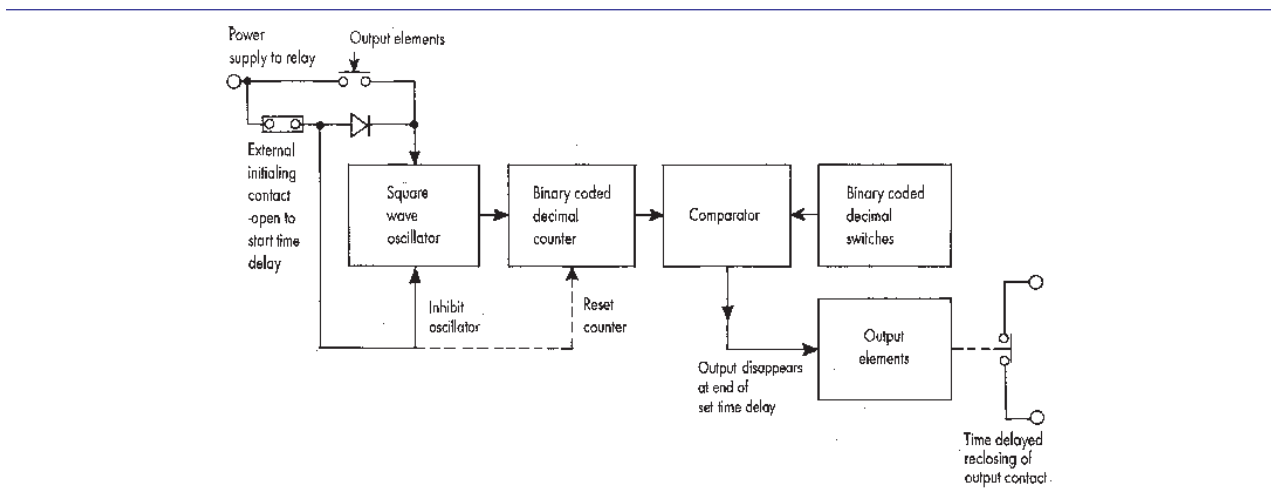 Power
supply to relay
Output elements
External
initialing
contact
-open to
start time
delay
Square
wave
oscillator
Binary coded
decimal
counter
Comparator
Binary coded
decimal
switches
Inhibit
oscillator
Reset
counter
Output disappears
at end of
set time delay
Output
elements
Time delayed
reclosing of
output contact.